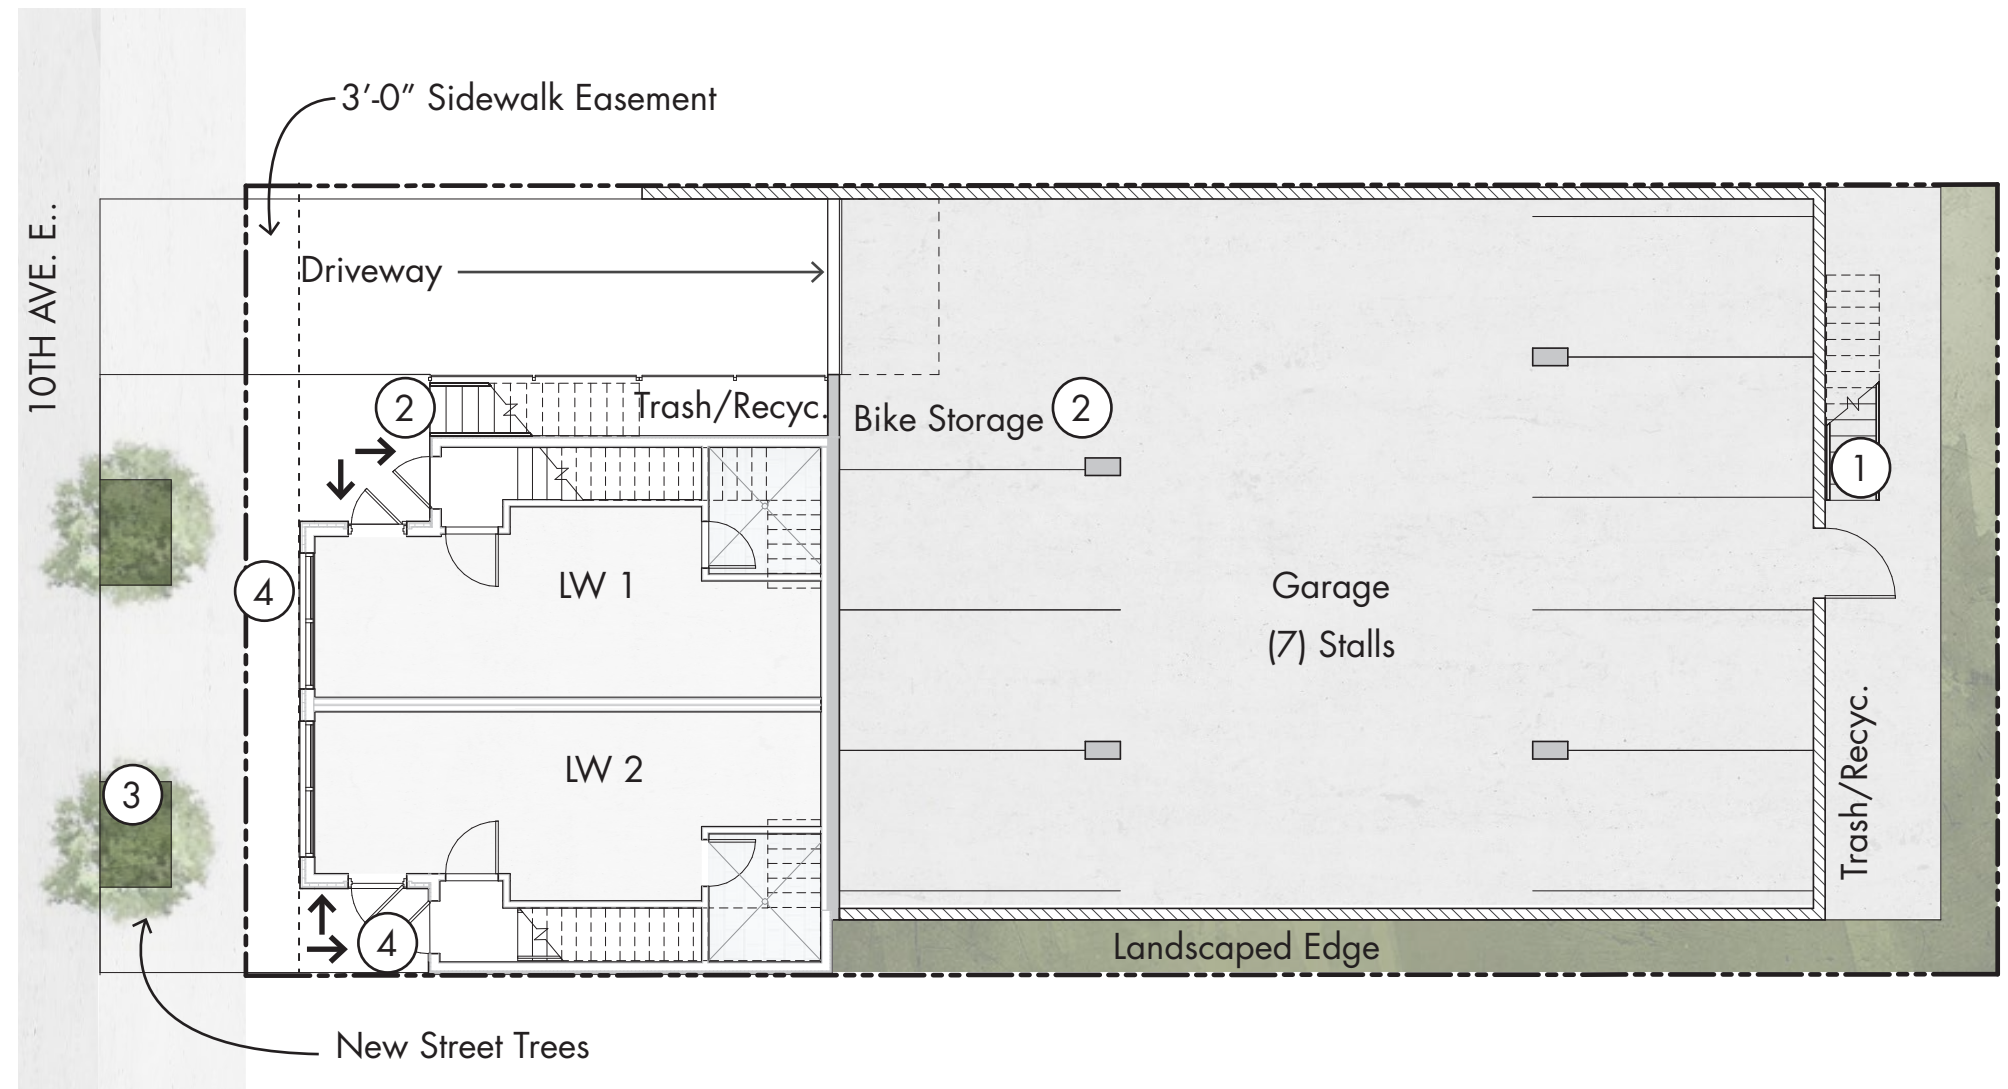 3’-0” Sidewalk Easement
10TH AVE. E..
Driveway
2
Trash/Recyc.
Bike Storage
2
1
4
LW 1
Garage
(7) Stalls
LW 2
3
Trash/Recyc.
4
Landscaped Edge
New Street Trees